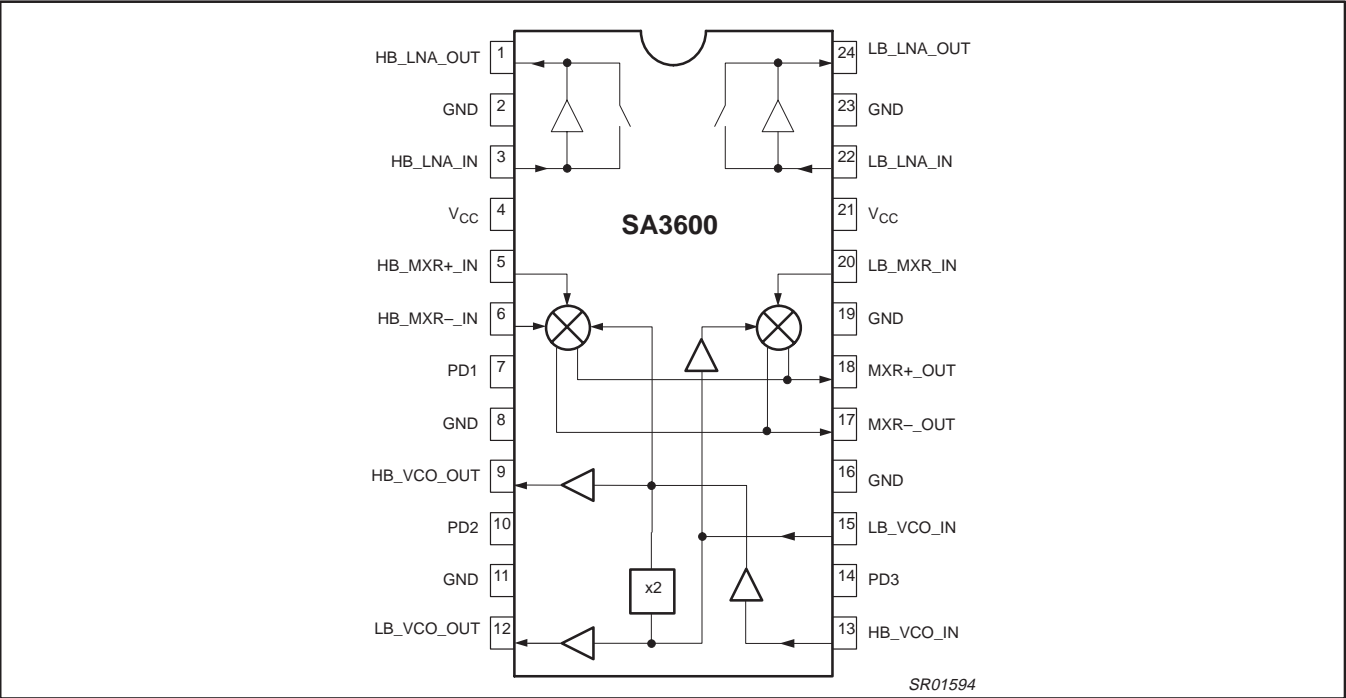 HB_LNA_OUT 1
GND 2
HB_LNA_IN 3
VCC 4
HB_MXR+_IN 5
HB_MXR–_IN 6
PD1 7
GND 8
HB_VCO_OUT 9
PD2 10
GND 11
LB_VCO_OUT 12
SA3600
x2
24 LB_LNA_OUT
23 GND
22 LB_LNA_IN
21 VCC
20 LB_MXR_IN
19 GND
18 MXR+_OUT
17 MXR–_OUT
16 GND
15 LB_VCO_IN
14 PD3
13 HB_VCO_IN
SR01594